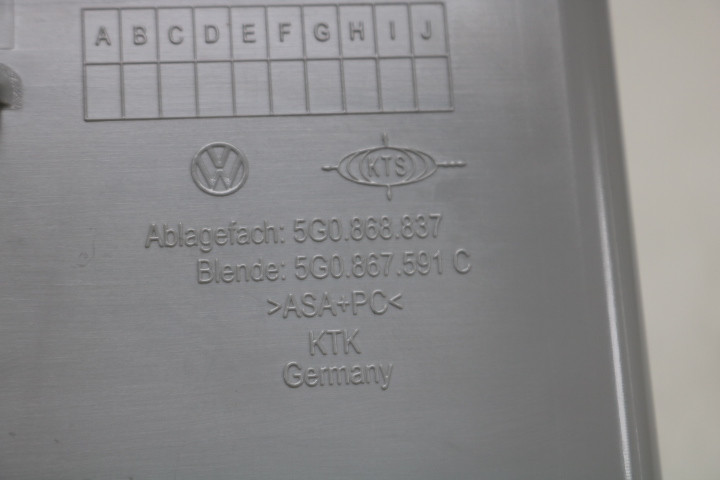 A B C D E F G H I J
KTS
Ablagefach: 5G0.868.837
Blende: 5G0.867.591 C
>ASA+PC<
KTK
Germany